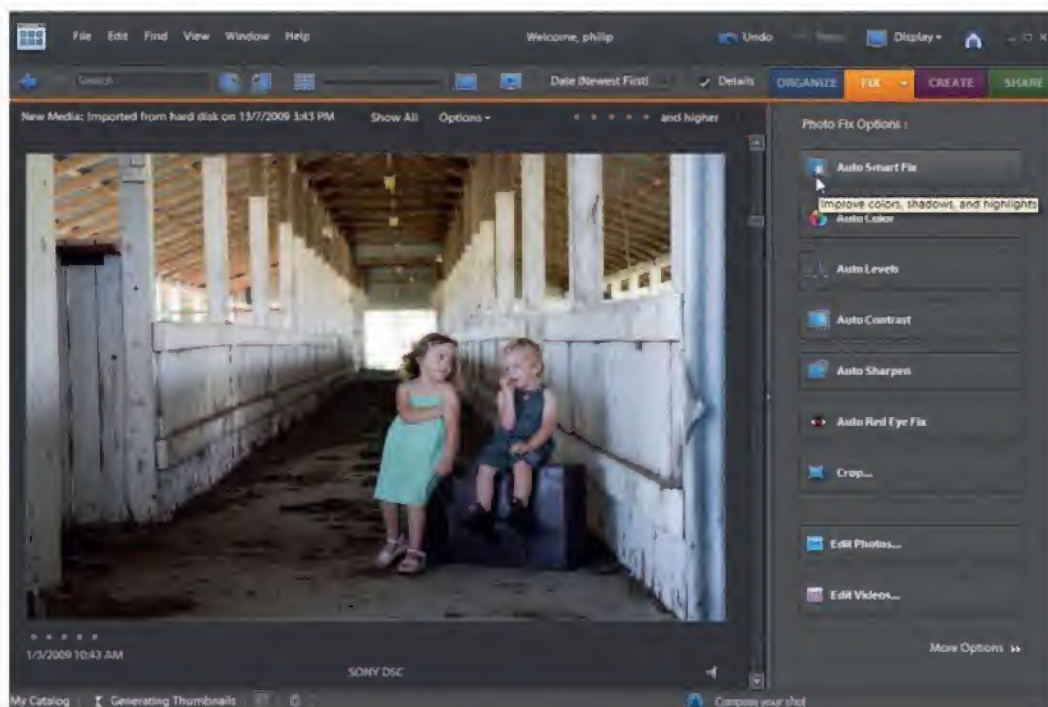 File Edit Find View Window Help
Welcome, philip
Undo
Display
Search
Date (Newest First)
Details
ORGANIZE
FIX
CREATE
SHARE
New Media: Imported from hard disk on 13/7/2009 3:43 PM
Show All
Options
and higher
Photo Fix Options :
Auto Smart Fix
Improve colors, shadows, and highlights
Auto Color
Auto Levels
Auto Contrast
Auto Sharpen
Auto Red Eye Fix
Crop...
Edit Photos...
Edit Videos...
More Options
1/3/2009 10:43 AM
SONY DSC
My Catalog
Generating Thumbnails
Compose your shot